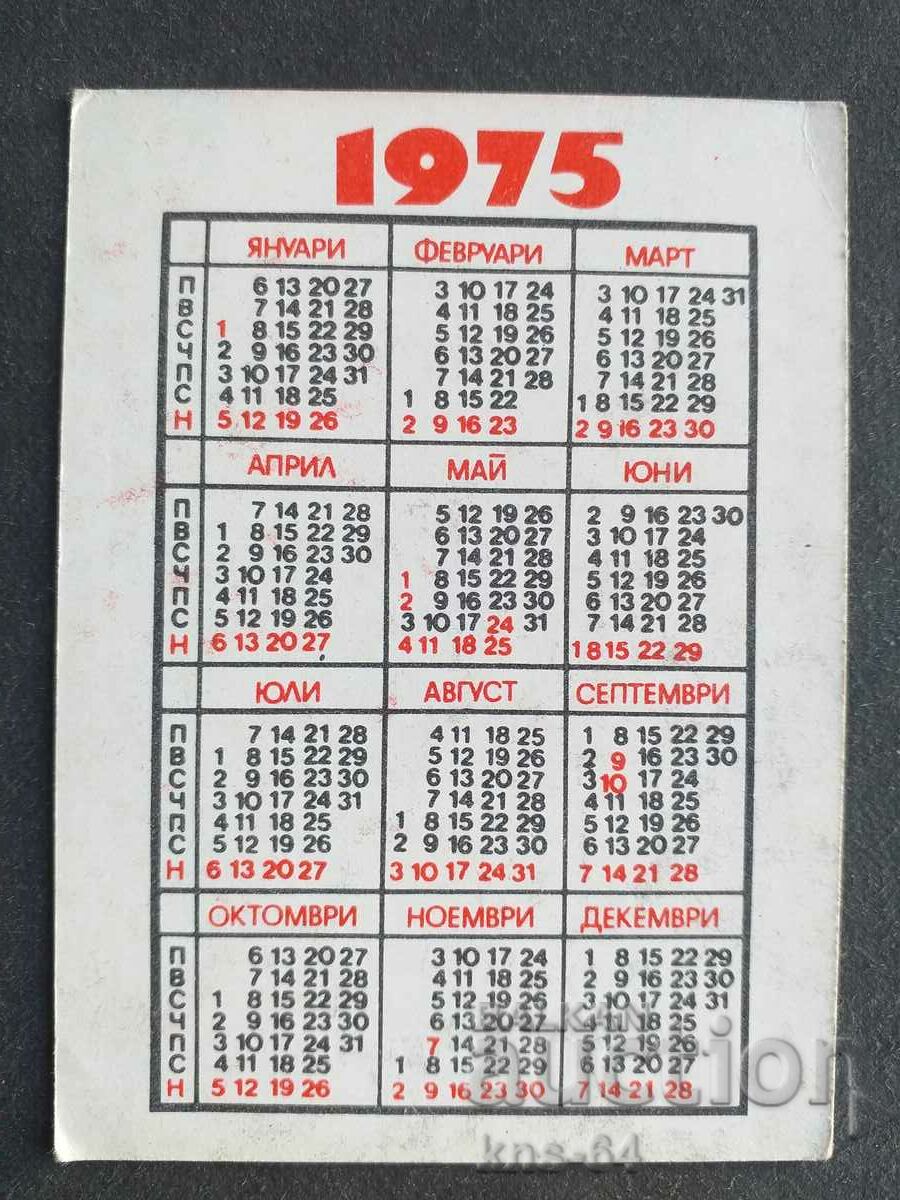 1975
ЯНУАРИ ФЕВРУАРИ МАРТ
П 6 13 20 27 3 10 17 24 3 10 17 24 31
В 7 14 21 28 4 11 18 25 4 11 18 25
С 1 8 15 22 29 5 12 19 26 5 12 19 26
Ч 2 9 16 23 30 6 13 20 27 6 13 20 27
П 3 10 17 24 31 7 14 21 28 7 14 21 28
С 4 11 18 25 1 8 15 22 1 8 15 22 29
Н 5 12 19 26 2 9 16 23 2 9 16 23 30
АПРИЛ МАЙ ЮНИ
П 7 14 21 28 5 12 19 26 2 9 16 23 30
В 1 8 15 22 29 6 13 20 27 3 10 17 24
С 2 9 16 23 30 7 14 21 28 4 11 18 25
Ч 3 10 17 24 1 8 15 22 29 5 12 19 26
П 4 11 18 25 2 9 16 23 30 6 13 20 27
С 5 12 19 26 3 10 17 24 31 7 14 21 28
Н 6 13 20 27 4 11 18 25 1 8 15 22 29
ЮЛИ АВГУСТ СЕПТЕМВРИ
П 7 14 21 28 4 11 18 25 1 8 15 22 29
В 1 8 15 22 29 5 12 19 26 2 9 16 23 30
С 2 9 16 23 30 6 13 20 27 3 10 17 24
Ч 3 10 17 24 31 7 14 21 28 4 11 18 25
П 4 11 18 25 1 8 15 22 29 5 12 19 26
С 5 12 19 26 2 9 16 23 30 6 13 20 27
Н 6 13 20 27 3 10 17 24 31 7 14 21 28
ОКТОМВРИ НОЕМВРИ ДЕКЕМВРИ
П 6 13 20 27 3 10 17 24 1 8 15 22 29
В 7 14 21 28 4 11 18 25 2 9 16 23 30
С 1 8 15 22 29 5 12 19 26 3 10 17 24 31
Ч 2 9 16 23 30 6 13 20 27 4 11 18 25
П 3 10 17 24 31 7 14 21 28 5 12 19 26
С 4 11 18 25 1 8 15 22 29 6 13 20 27
Н 5 12 19 26 2 9 16 23 30 7 14 21 28
BALKAN
auction
kns-64